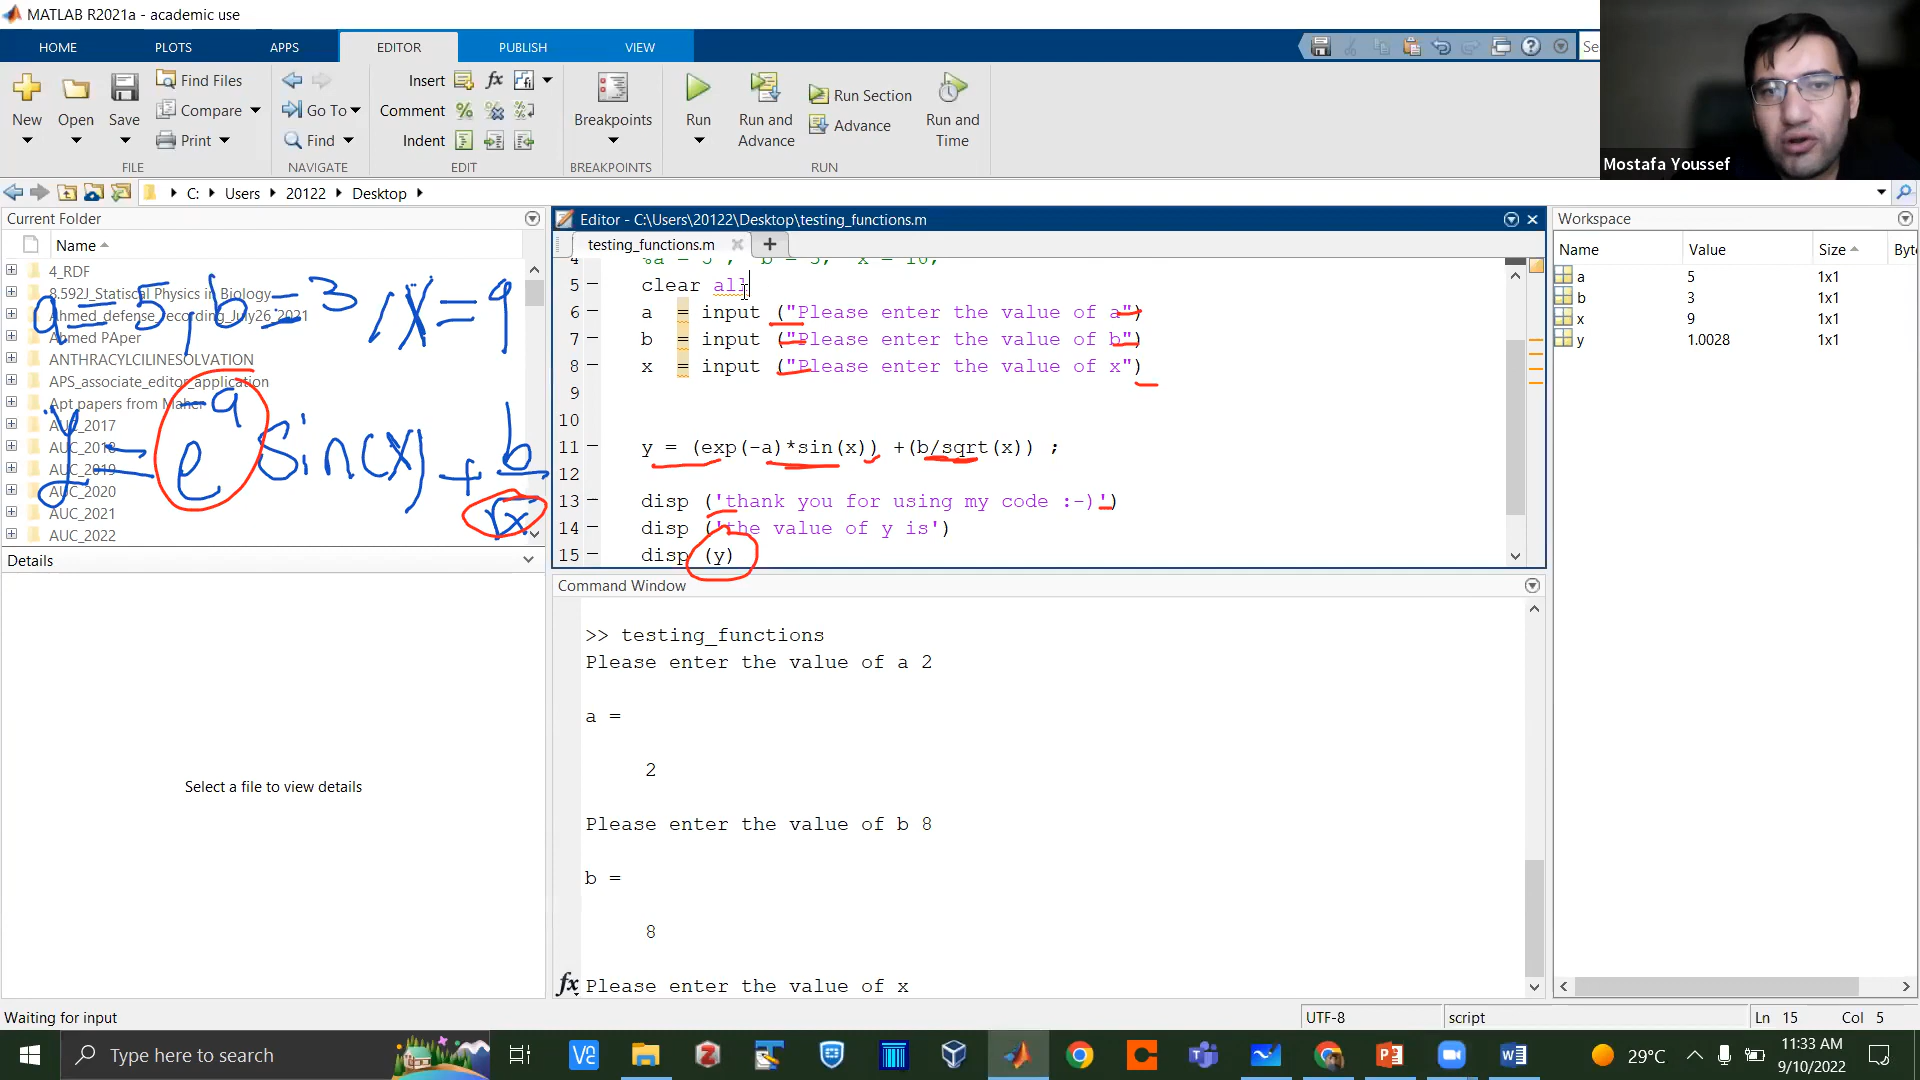 MATLAB R2021a - academic use
HOME PLOTS APPS EDITOR PUBLISH VIEW
Se
New Open Save Find Files Compare Print
FILE
Go To Find
NAVIGATE
Insert fx
Comment
Indent
EDIT
Breakpoints
BREAKPOINTS
Run Run and Advance Run Section Advance Run and Time
RUN
Mostafa Youssef
C: Users 20122 Desktop
Current Folder
Name
4_RDF
8.592J_Statiscal Physics in Biology
Ahmed_defense_recording_July26_2021
Ahmed PAper
ANTHRACYLCILINESOLVATION
APS_associate_editor_application
Apt papers from Maher
AUC_2017
AUC_2018
AUC_2019
AUC_2020
AUC_2021
AUC_2022
a=5, b=3, x=9
y = e^-a Sin(x) + b/√x
Details
Select a file to view details
Editor - C:\Users\20122\Desktop\testing_functions.m
testing_functions.m
4 %a = 5 ; b = 3; x = 10;
5 clear all
6 a = input ("Please enter the value of a")
7 b = input ("Please enter the value of b")
8 x = input ("Please enter the value of x")
9
10
11 y = (exp(-a)*sin(x)) +(b/sqrt(x)) ;
12
13 disp ('thank you for using my code :-)')
14 disp ('the value of y is')
15 disp (y)
Command Window
>> testing_functions
Please enter the value of a 2
a =
2
Please enter the value of b 8
b =
8
fx Please enter the value of x
Workspace
Name Value Size Byt
a 5 1x1
b 3 1x1
x 9 1x1
y 1.0028 1x1
Waiting for input
UTF-8 script Ln 15 Col 5
Type here to search
29°C
11:33 AM
9/10/2022